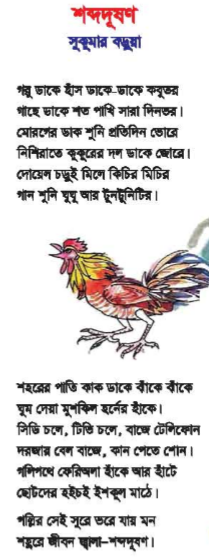 শব্দদূষণ
সুকুমার বড়ুয়া
গরু ডাকে হাঁস ডাকে-ডাকে কবুতর
গাছে ডাকে শত পাখি সারা দিনভর।
মোরগের ডাক শুনি প্রতিদিন ভোরে
নিশিরাতে কুকুরের দল ডাকে জোরে।
দোয়েল চড়ুই মিলে কিচির মিচির
গান শুনি ঘুঘু আর টুনটুনিটির।
শহরের পাতি কাক ডাকে ঝাঁকে ঝাঁকে
ঘুম দেয়া মুশকিল হর্নের হাঁকে।
সিডি চলে, টিভি চলে, বাজে টেলিফোন
দরজায় বেল বাজে, কান পেতে শোন।
গলিপথে ফেরিঅলা হাঁকে আর হাঁটে
ছোটদের হইচই ইশকুল মাঠে।
পল্লির সেই সুরে ভরে যায় মন
শহুরে জীবন জ্বালা-শব্দদূষণ।